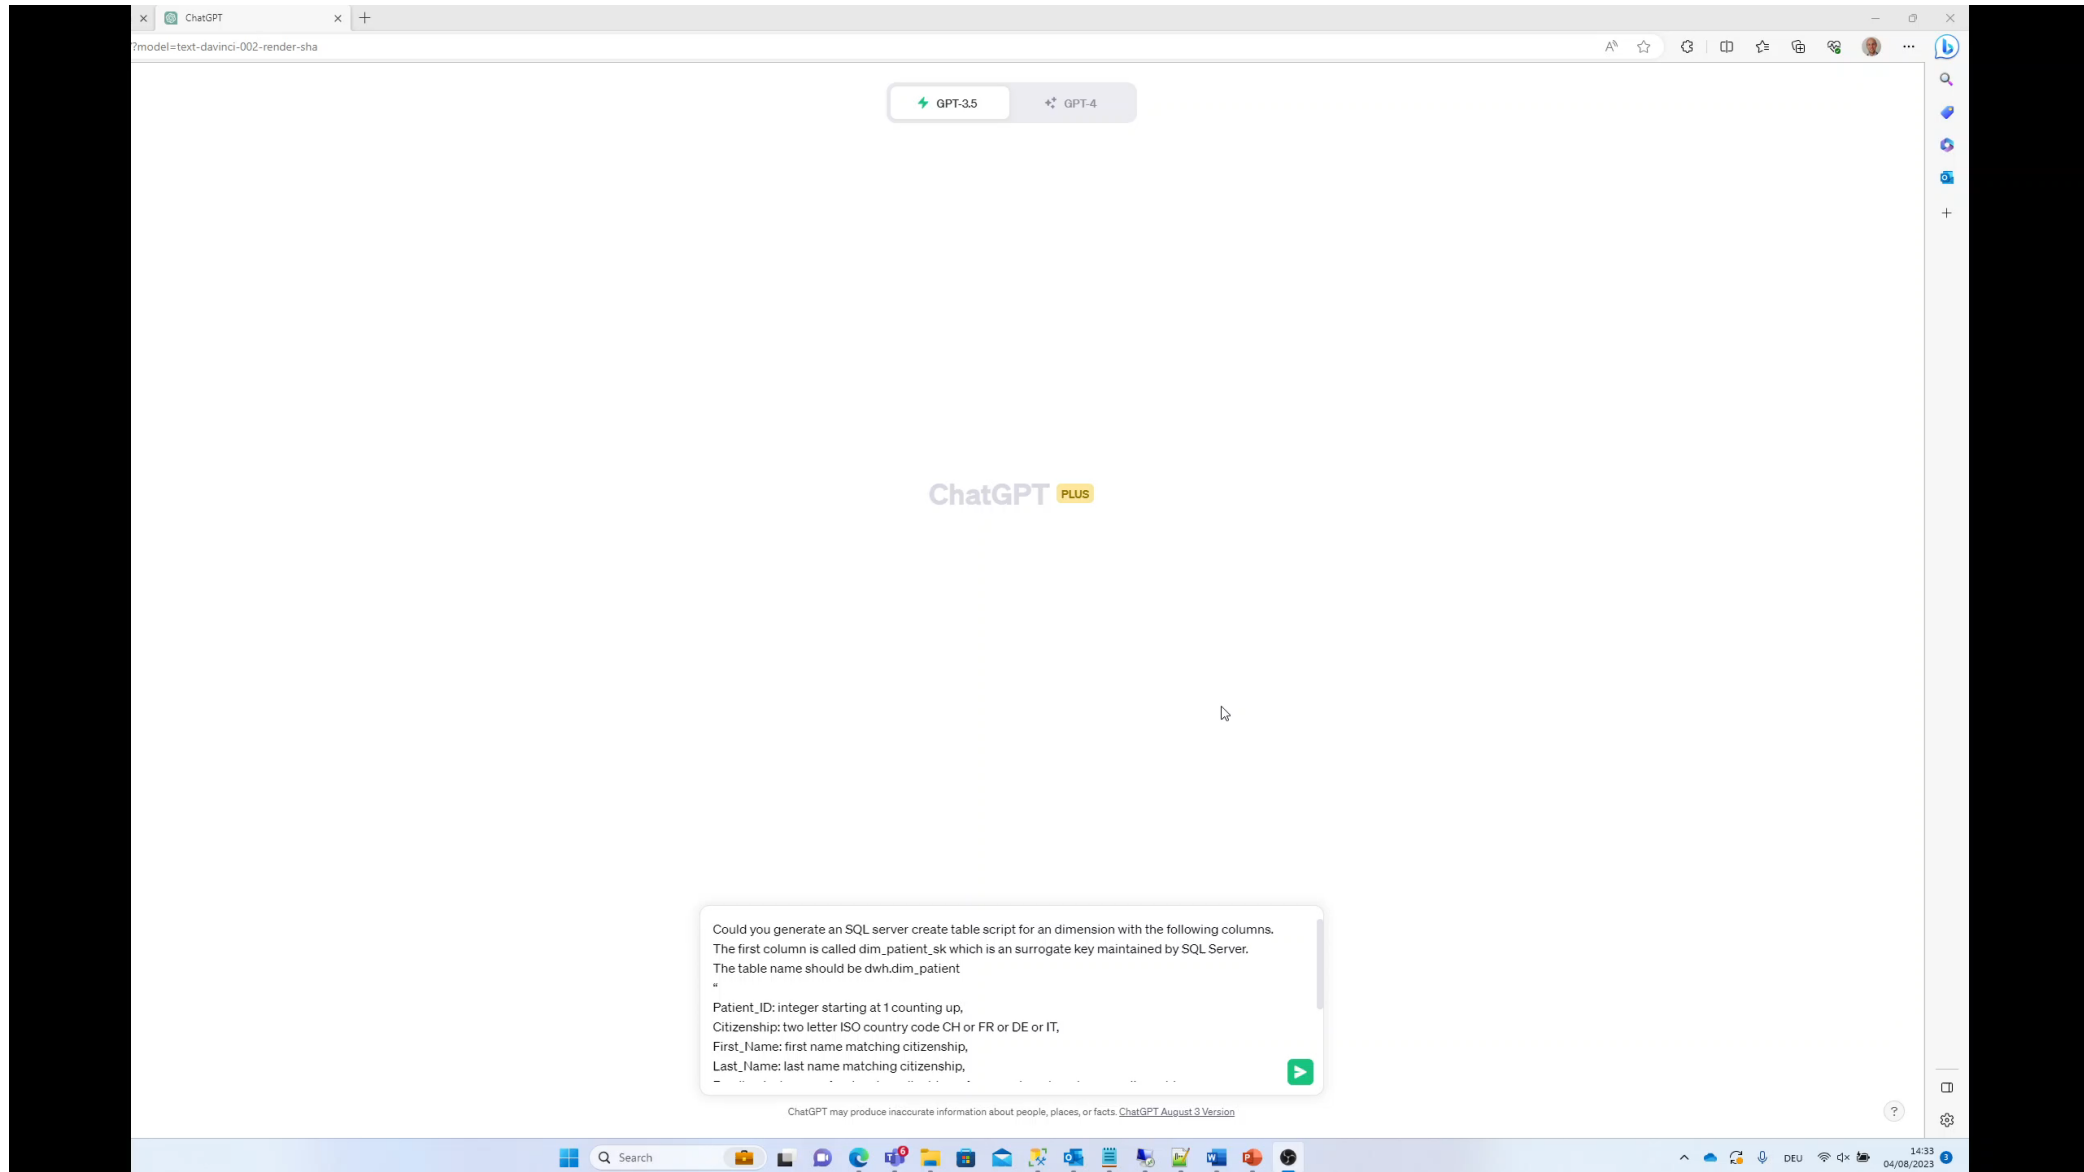 ChatGPT
?model=text-davinci-002-render-sha
GPT-3.5
GPT-4
ChatGPT PLUS
Could you generate an SQL server create table script for an dimension with the following columns.
The first column is called dim_patient_sk which is an surrogate key maintained by SQL Server.
The table name should be dwh.dim_patient
“
Patient_ID: integer starting at 1 counting up,
Citizenship: two letter ISO country code CH or FR or DE or IT,
First_Name: first name matching citizenship,
Last_Name: last name matching citizenship,
ChatGPT may produce inaccurate information about people, places, or facts. ChatGPT August 3 Version
?
Search
6
DEU
14:33
04/08/2023
3